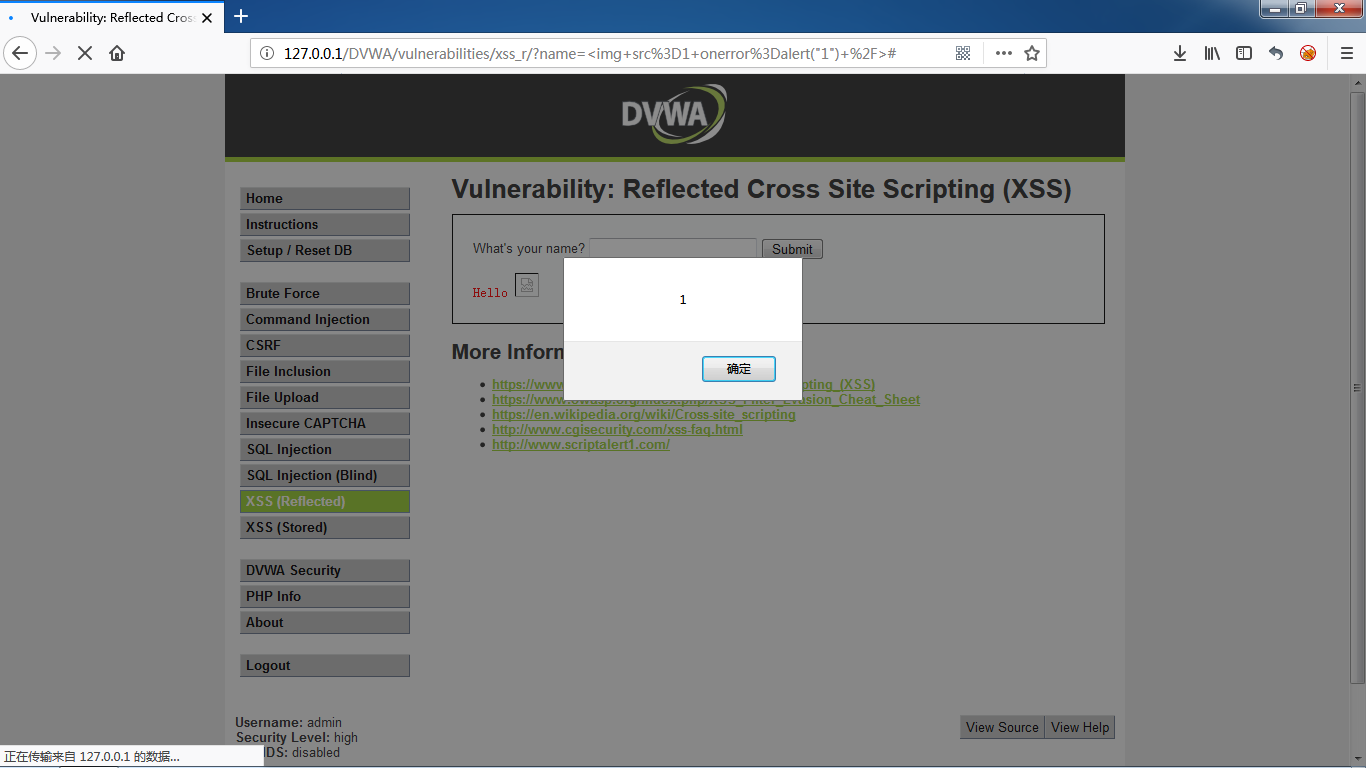 Vulnerability: Reflected Cros
127.0.0.1/DVWA/vulnerabilities/xss_r/?name=<img+src%3D1+onerror%3Dalert("1")+%2F>#
DVWA
Home
Instructions
Setup / Reset DB
Brute Force
Command Injection
CSRF
File Inclusion
File Upload
Insecure CAPTCHA
SQL Injection
SQL Injection (Blind)
XSS (Reflected)
XSS (Stored)
DVWA Security
PHP Info
About
Logout
Vulnerability: Reflected Cross Site Scripting (XSS)
What's your name?
Submit
Hello
1
确定
More Inforn
https://www
pting_(XSS)
https://www.owasp.org/index.php/XSS_Filter_Evasion_Cheat_Sheet
https://en.wikipedia.org/wiki/Cross-site_scripting
http://www.cgisecurity.com/xss-faq.html
http://www.scriptalert1.com/
Username: admin
Security Level: high
IDS: disabled
View Source
View Help
正在传输来自 127.0.0.1 的数据...